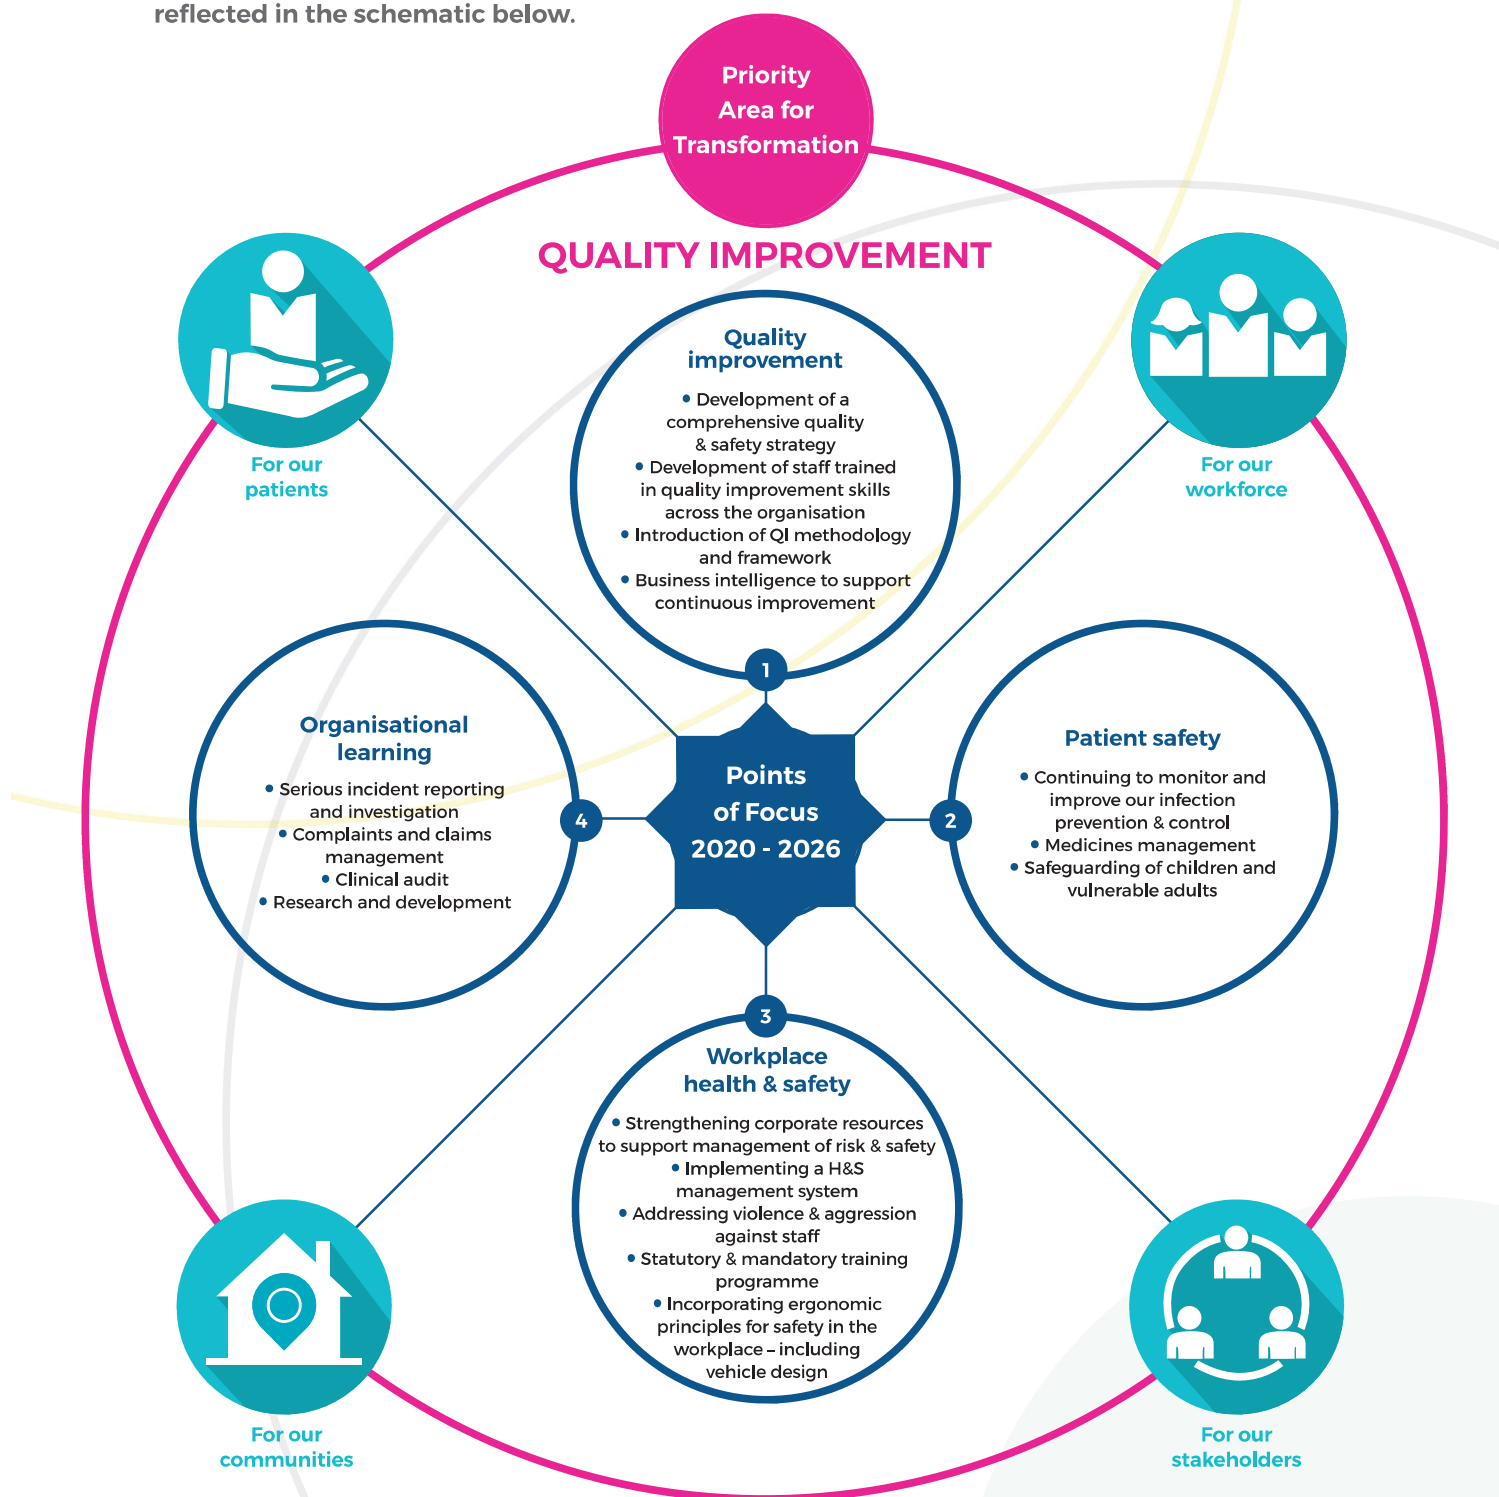 reflected in the schematic below.
Priority
Area for
Transformation
QUALITY IMPROVEMENT
For our
patients
For our
workforce
Quality
improvement
• Development of a
comprehensive quality
& safety strategy
• Development of staff trained
in quality improvement skills
across the organisation
• Introduction of QI methodology
and framework
• Business intelligence to support
continuous improvement
1
Organisational
learning
• Serious incident reporting
and investigation
• Complaints and claims
management
• Clinical audit
• Research and development
4
Points
of Focus
2020 - 2026
2
Patient safety
• Continuing to monitor and
improve our infection
prevention & control
• Medicines management
• Safeguarding of children and
vulnerable adults
3
Workplace
health & safety
• Strengthening corporate resources
to support management of risk & safety
• Implementing a H&S
management system
• Addressing violence & aggression
against staff
• Statutory & mandatory training
programme
• Incorporating ergonomic
principles for safety in the
workplace – including
vehicle design
For our
communities
For our
stakeholders